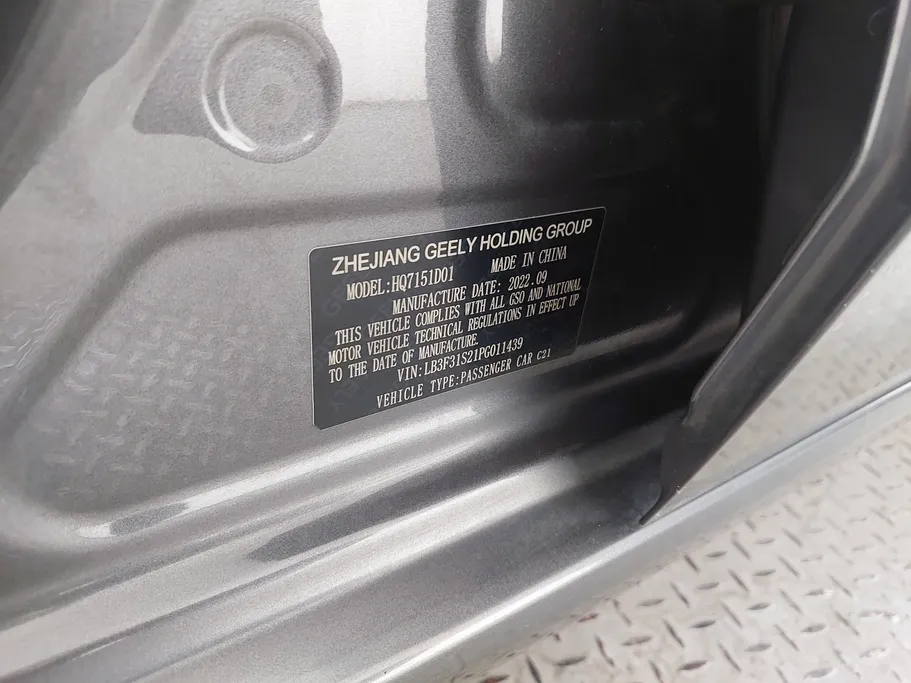 ZHEJIANG GEELY HOLDING GROUP
MODEL:HQ7151D01 MADE IN CHINA
MANUFACTURE DATE: 2022.09
THIS VEHICLE COMPLIES WITH ALL GSO AND NATIONAL
MOTOR VEHICLE TECHNICAL REGULATIONS IN EFFECT UP
TO THE DATE OF MANUFACTURE.
VIN:LB3F31S21PG011439
VEHICLE TYPE:PASSENGER CAR C21